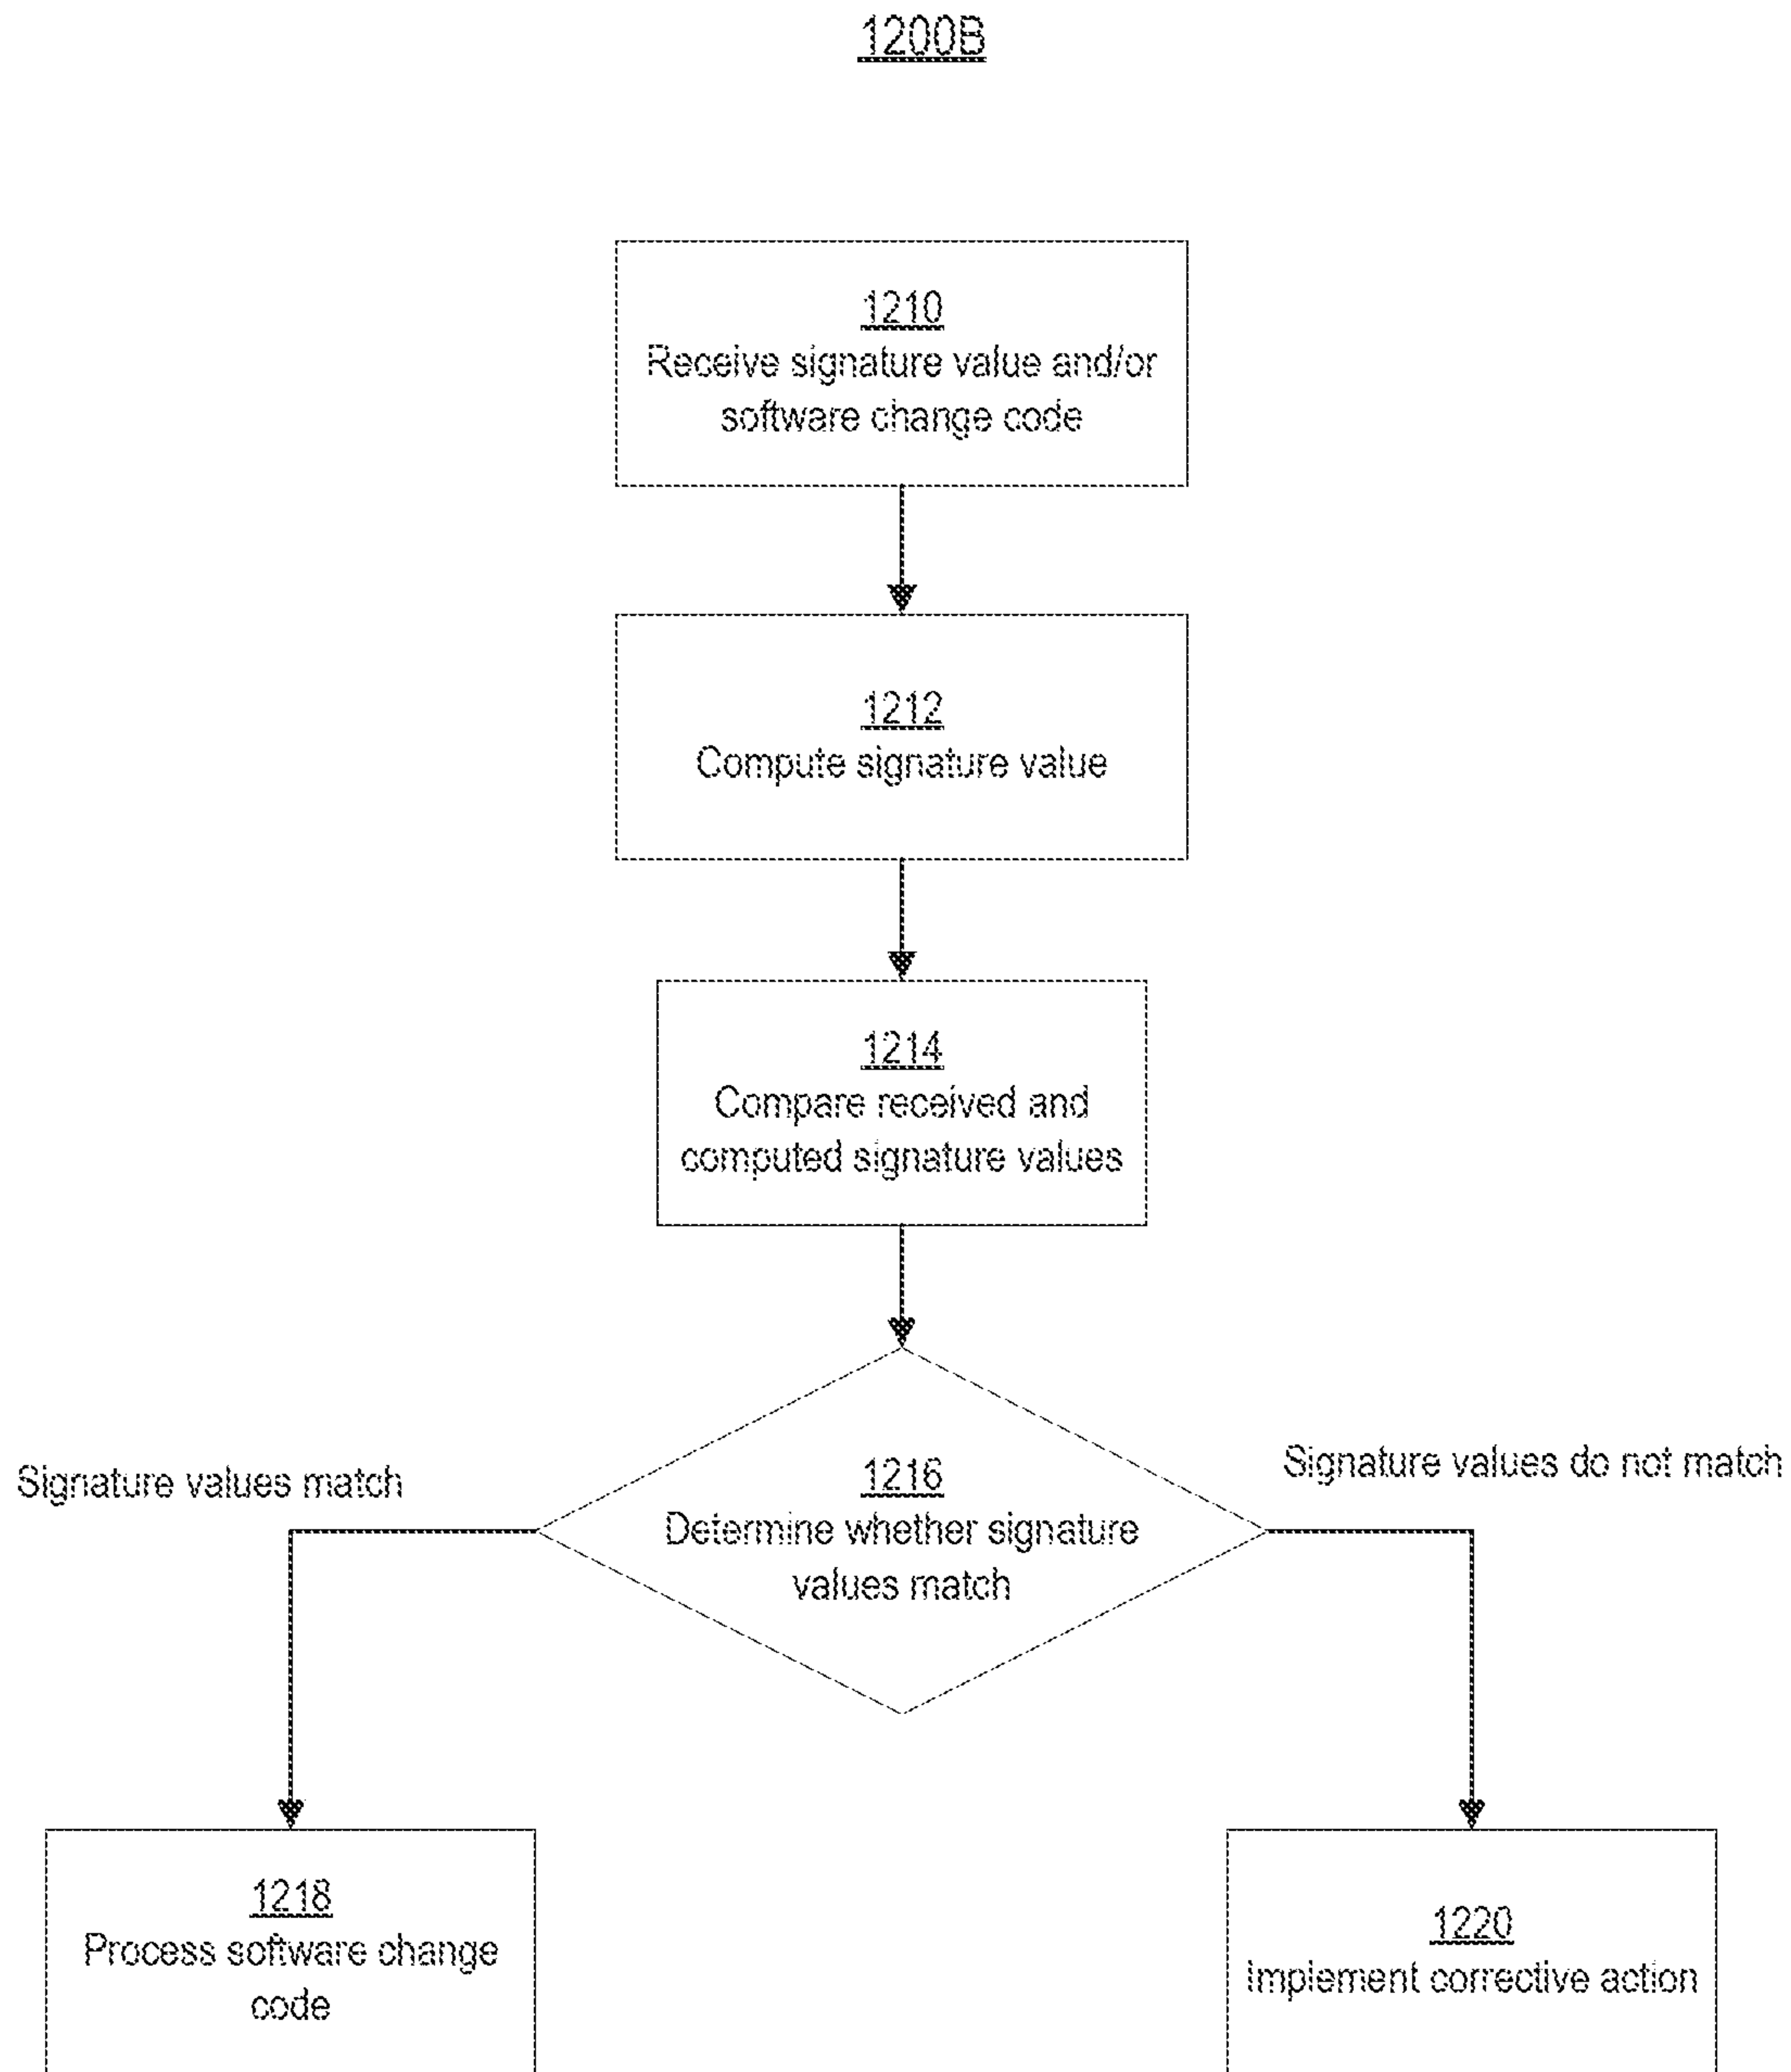 1200B
1210
Receive signature value and/or
software change code
1212
Compute signature value
1214
Compare received and
computed signature values
1216
Determine whether signature
values match
Signature values match
Signature values do not match
1218
Process software change
code
1220
Implement corrective action